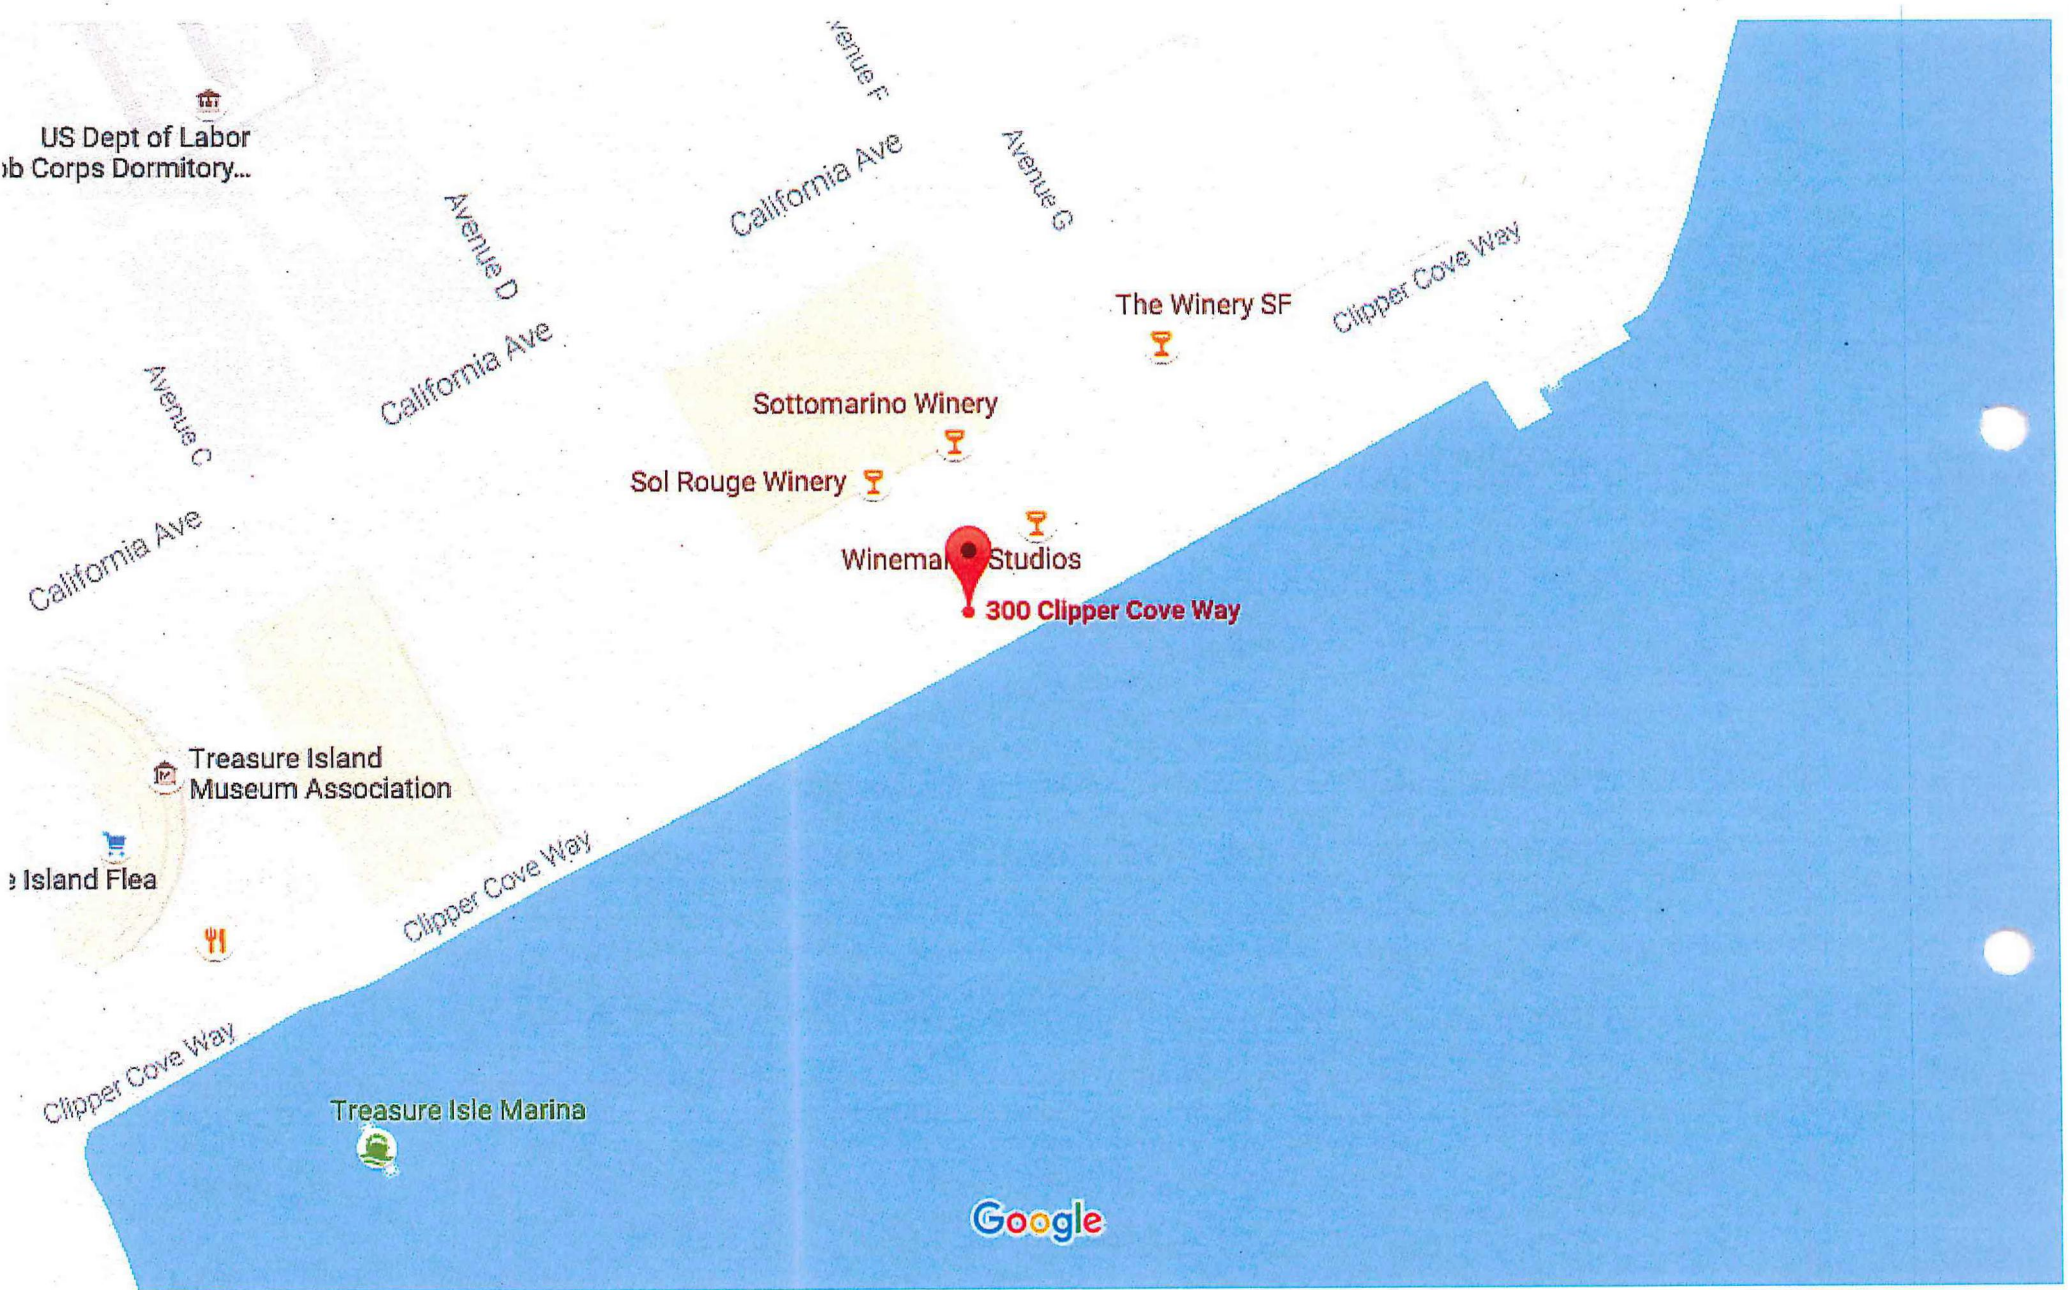 venue F
US Dept of Labor
ob Corps Dormitory...
California Ave
Avenue G
Avenue D
Clipper Cove Way
The Winery SF
California Ave
Avenue C
Sottomarino Winery
Sol Rouge Winery
California Ave
Winema Studios
300 Clipper Cove Way
Treasure Island
Museum Association
e Island Flea
Clipper Cove Way
Clipper Cove Way
Treasure Isle Marina
Google